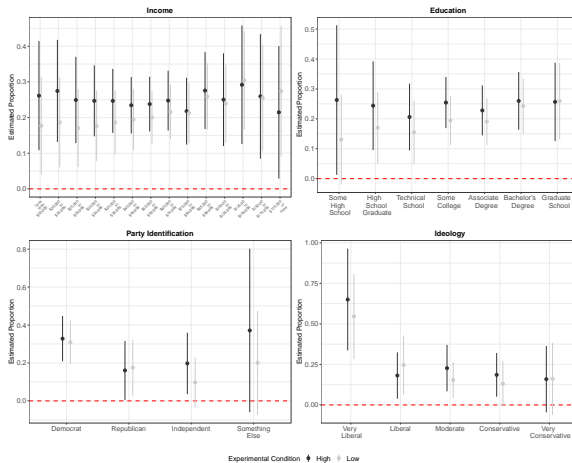 Income
Education
Estimated Proportion
0.4
0.3
0.2
0.1
0.0
Estimated Proportion
0.5
0.4
0.3
0.2
0.1
0.0
Some
High
School
High
School
Graduate
Technical
School
Some
College
Associate
Degree
Bachelor's
Degree
Graduate
School
Party Identification
Ideology
Estimated Proportion
0.8
0.6
0.4
0.2
0.0
Democrat
Republican
Independent
Something
Else
Estimated Proportion
1.00
0.75
0.50
0.25
0.00
Very
Liberal
Liberal
Moderate
Conservative
Very
Conservative
Experimental Condition High Low